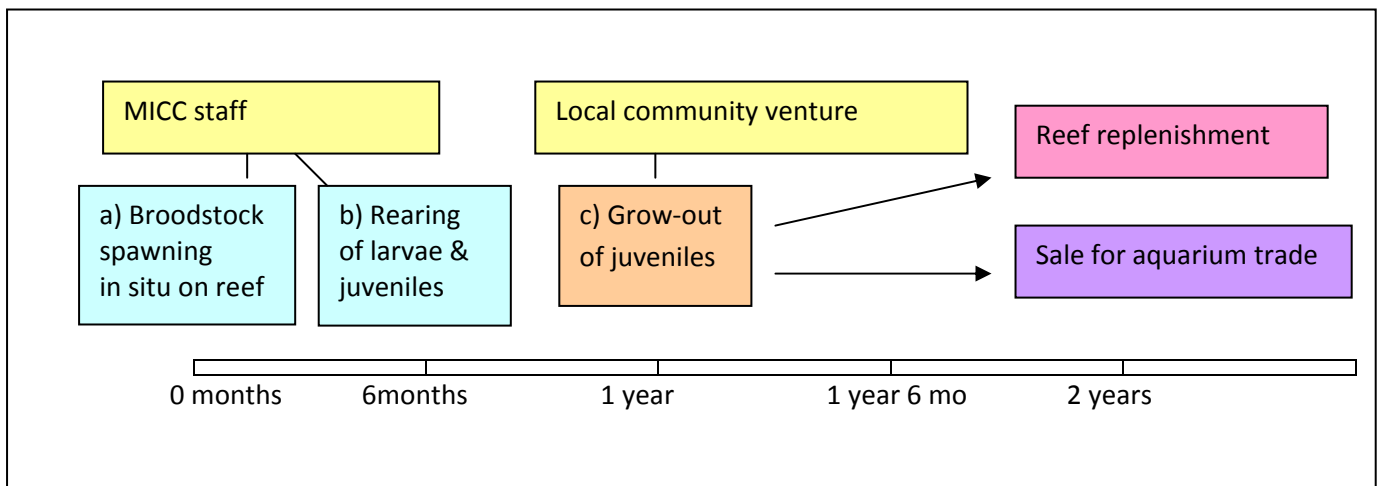 MICC staff
Local community venture
Reef replenishment
a) Broodstock
spawning
in situ on reef
b) Rearing
of larvae &
juveniles
c) Grow-out
of juveniles
Sale for aquarium trade
0 months
6months
1 year
1 year 6 mo
2 years